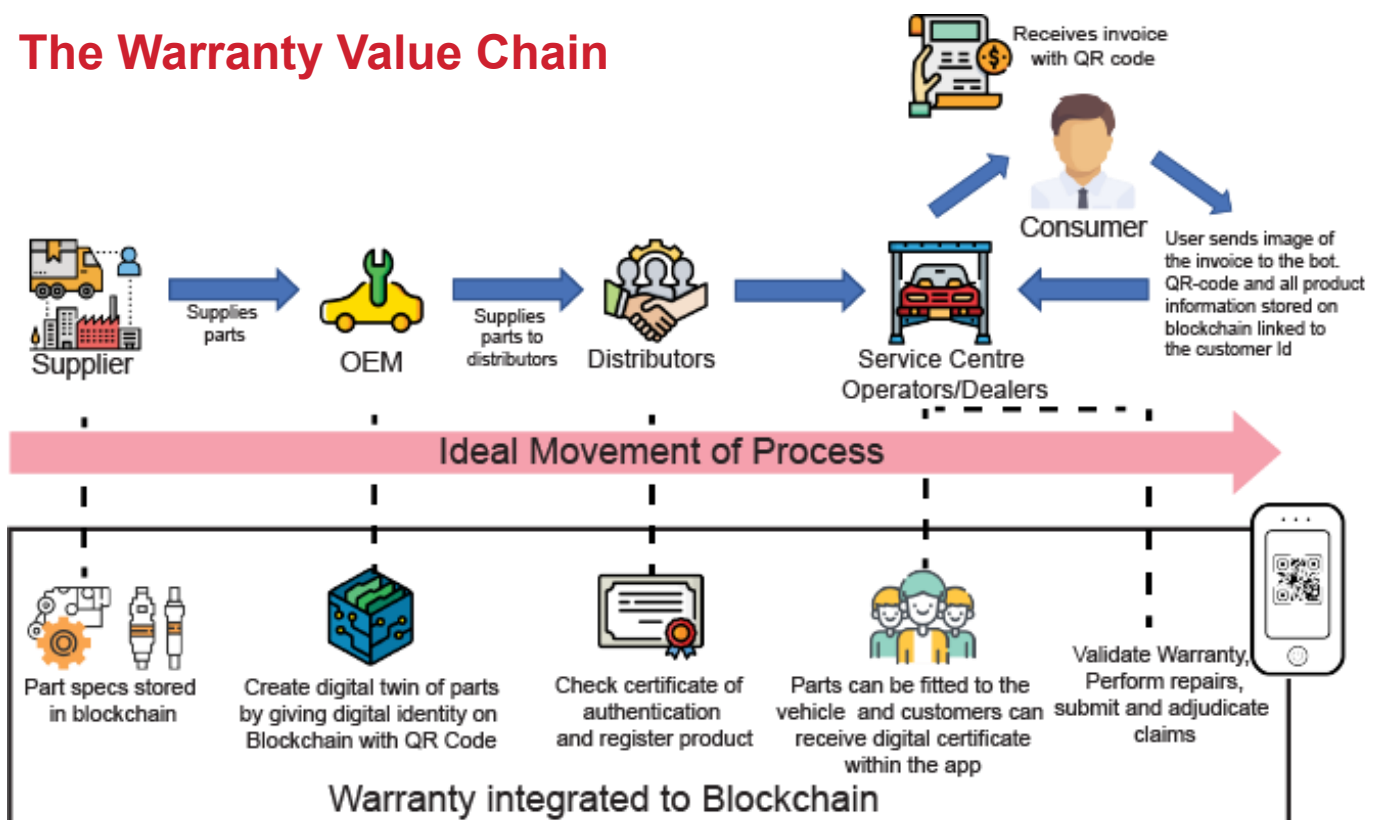 The Warranty Value Chain
Receives invoice
with QR code
Consumer
User sends image of
the invoice to the bot.
QR-code and all product
information stored on
blockchain linked to
the customer Id
Supplies
parts
Supplies
parts to
distributors
Supplier
OEM
Distributors
Service Centre
Operators/Dealers
Ideal Movement of Process
Part specs stored
in blockchain
Create digital twin of parts
by giving digital identity on
Blockchain with QR Code
Check certificate of
authentication
and register product
Parts can be fitted to the
vehicle and customers can
receive digital certificate
within the app
Validate Warranty,
Perform repairs,
submit and adjudicate
claims
Warranty integrated to Blockchain